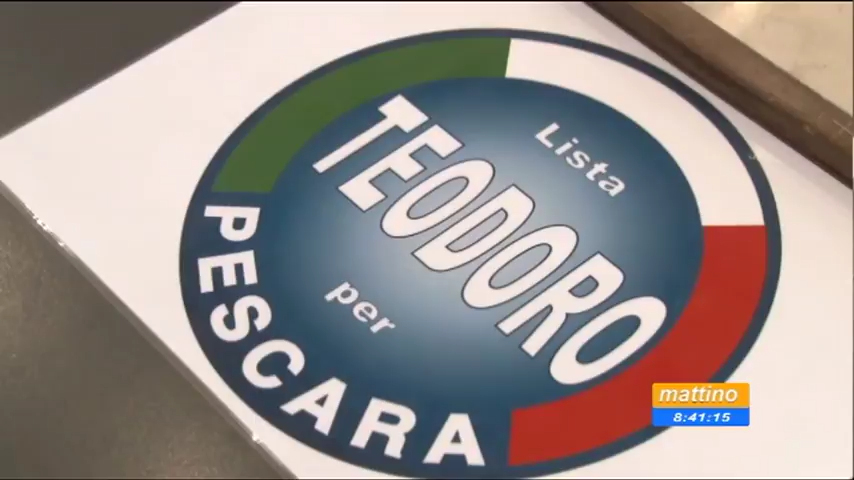 Lista
TEODORO
per
PESCARA
mattino
8:41:15